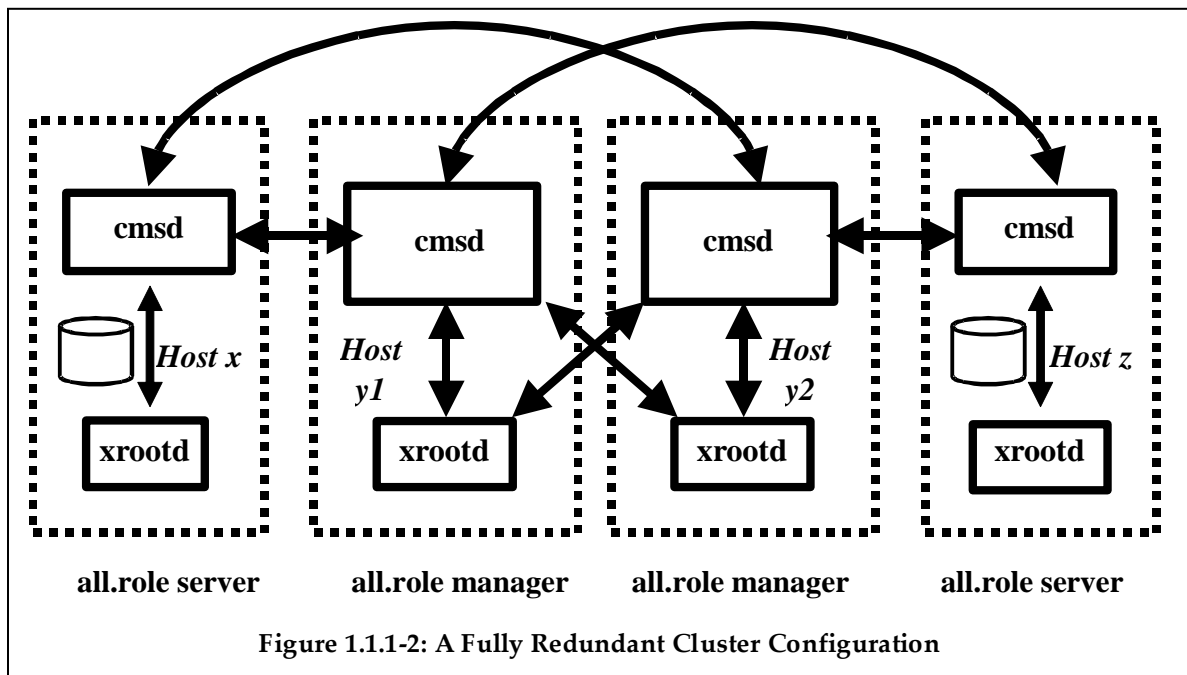 cmsd
cmsd
cmsd
cmsd
Host x
Host
y1
Host
y2
Host z
xrootd
xrootd
xrootd
xrootd
all.role server
all.role manager
all.role manager
all.role server
Figure 1.1.1-2: A Fully Redundant Cluster Configuration